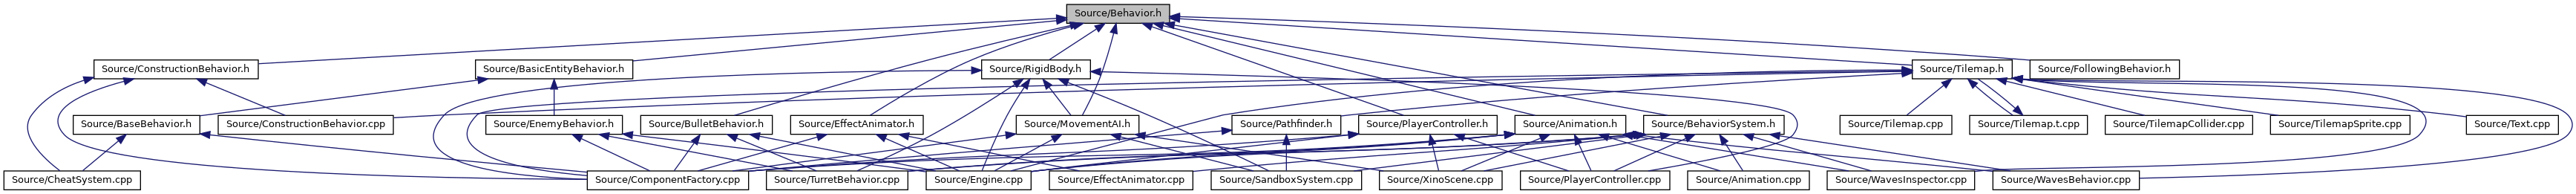 Source/Behavior.h
Source/ConstructionBehavior.h
Source/BasicEntityBehavior.h
Source/RigidBody.h
Source/Tilemap.h
Source/FollowingBehavior.h
Source/BaseBehavior.h
Source/ConstructionBehavior.cpp
Source/EnemyBehavior.h
Source/BulletBehavior.h
Source/EffectAnimator.h
Source/MovementAI.h
Source/Pathfinder.h
Source/PlayerController.h
Source/Animation.h
Source/BehaviorSystem.h
Source/Tilemap.cpp
Source/Tilemap.t.cpp
Source/TilemapCollider.cpp
Source/TilemapSprite.cpp
Source/Text.cpp
Source/CheatSystem.cpp
Source/ComponentFactory.cpp
Source/TurretBehavior.cpp
Source/Engine.cpp
Source/EffectAnimator.cpp
Source/SandboxSystem.cpp
Source/XinoScene.cpp
Source/PlayerController.cpp
Source/Animation.cpp
Source/WavesInspector.cpp
Source/WavesBehavior.cpp